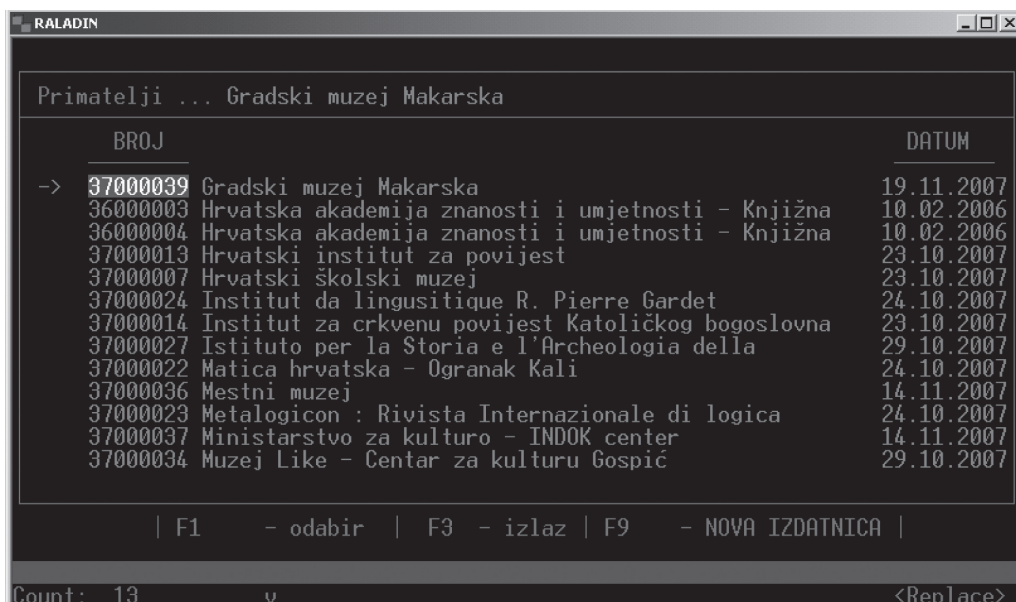 RALADIN
Primatelji ... Gradski muzej Makarska
BROJ DATUM
-> 37000039 Gradski muzej Makarska 19.11.2007
36000003 Hrvatska akademija znanosti i umjetnosti - Knjižna 10.02.2006
36000004 Hrvatska akademija znanosti i umjetnosti - Knjižna 10.02.2006
37000013 Hrvatski institut za povijest 23.10.2007
37000007 Hrvatski školski muzej 23.10.2007
37000024 Institut da lingusitique R. Pierre Gardet 24.10.2007
37000014 Institut za crkvenu povijest Katoličkog bogoslovna 23.10.2007
37000027 Istituto per la Storia e l'Archeologia della 29.10.2007
37000022 Matica hrvatska - Ogranak Kali 24.10.2007
37000036 Mestni muzej 14.11.2007
37000023 Metalogicon : Rivista Internazionale di logica 24.10.2007
37000037 Ministarstvo za kulturo - INDOK center 14.11.2007
37000034 Muzej Like - Centar za kulturu Gospić 29.10.2007
| F1 - odabir | F3 - izlaz | F9 - NOVA IZDATNICA |
Count: 13 v <Replace>